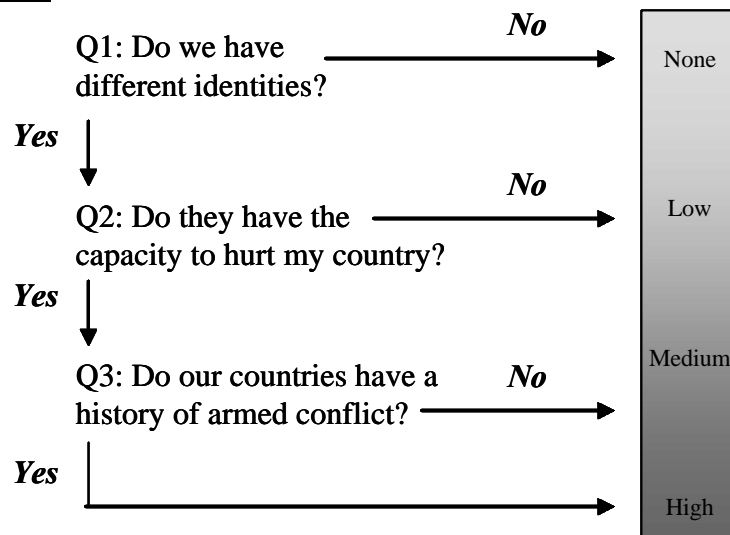 No
Q1: Do we have
different identities?
None
Yes
No
Q2: Do they have the
capacity to hurt my country?
Low
Yes
Q3: Do our countries have a
history of armed conflict?
No
Medium
Yes
High